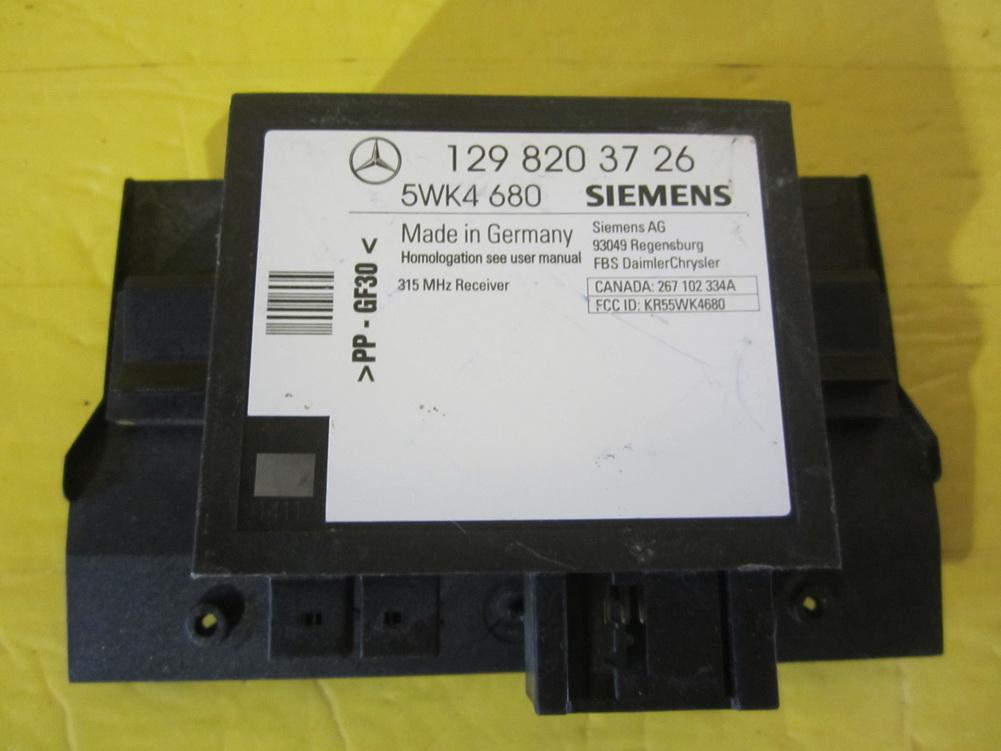 129 820 37 26
5WK4 680 SIEMENS
Made in Germany
Homologation see user manual
315 MHz Receiver
Siemens AG
93049 Regensburg
FBS DaimlerChrysler
CANADA: 267 102 334A
FCC ID: KR55WK4680
>PP - GF30<